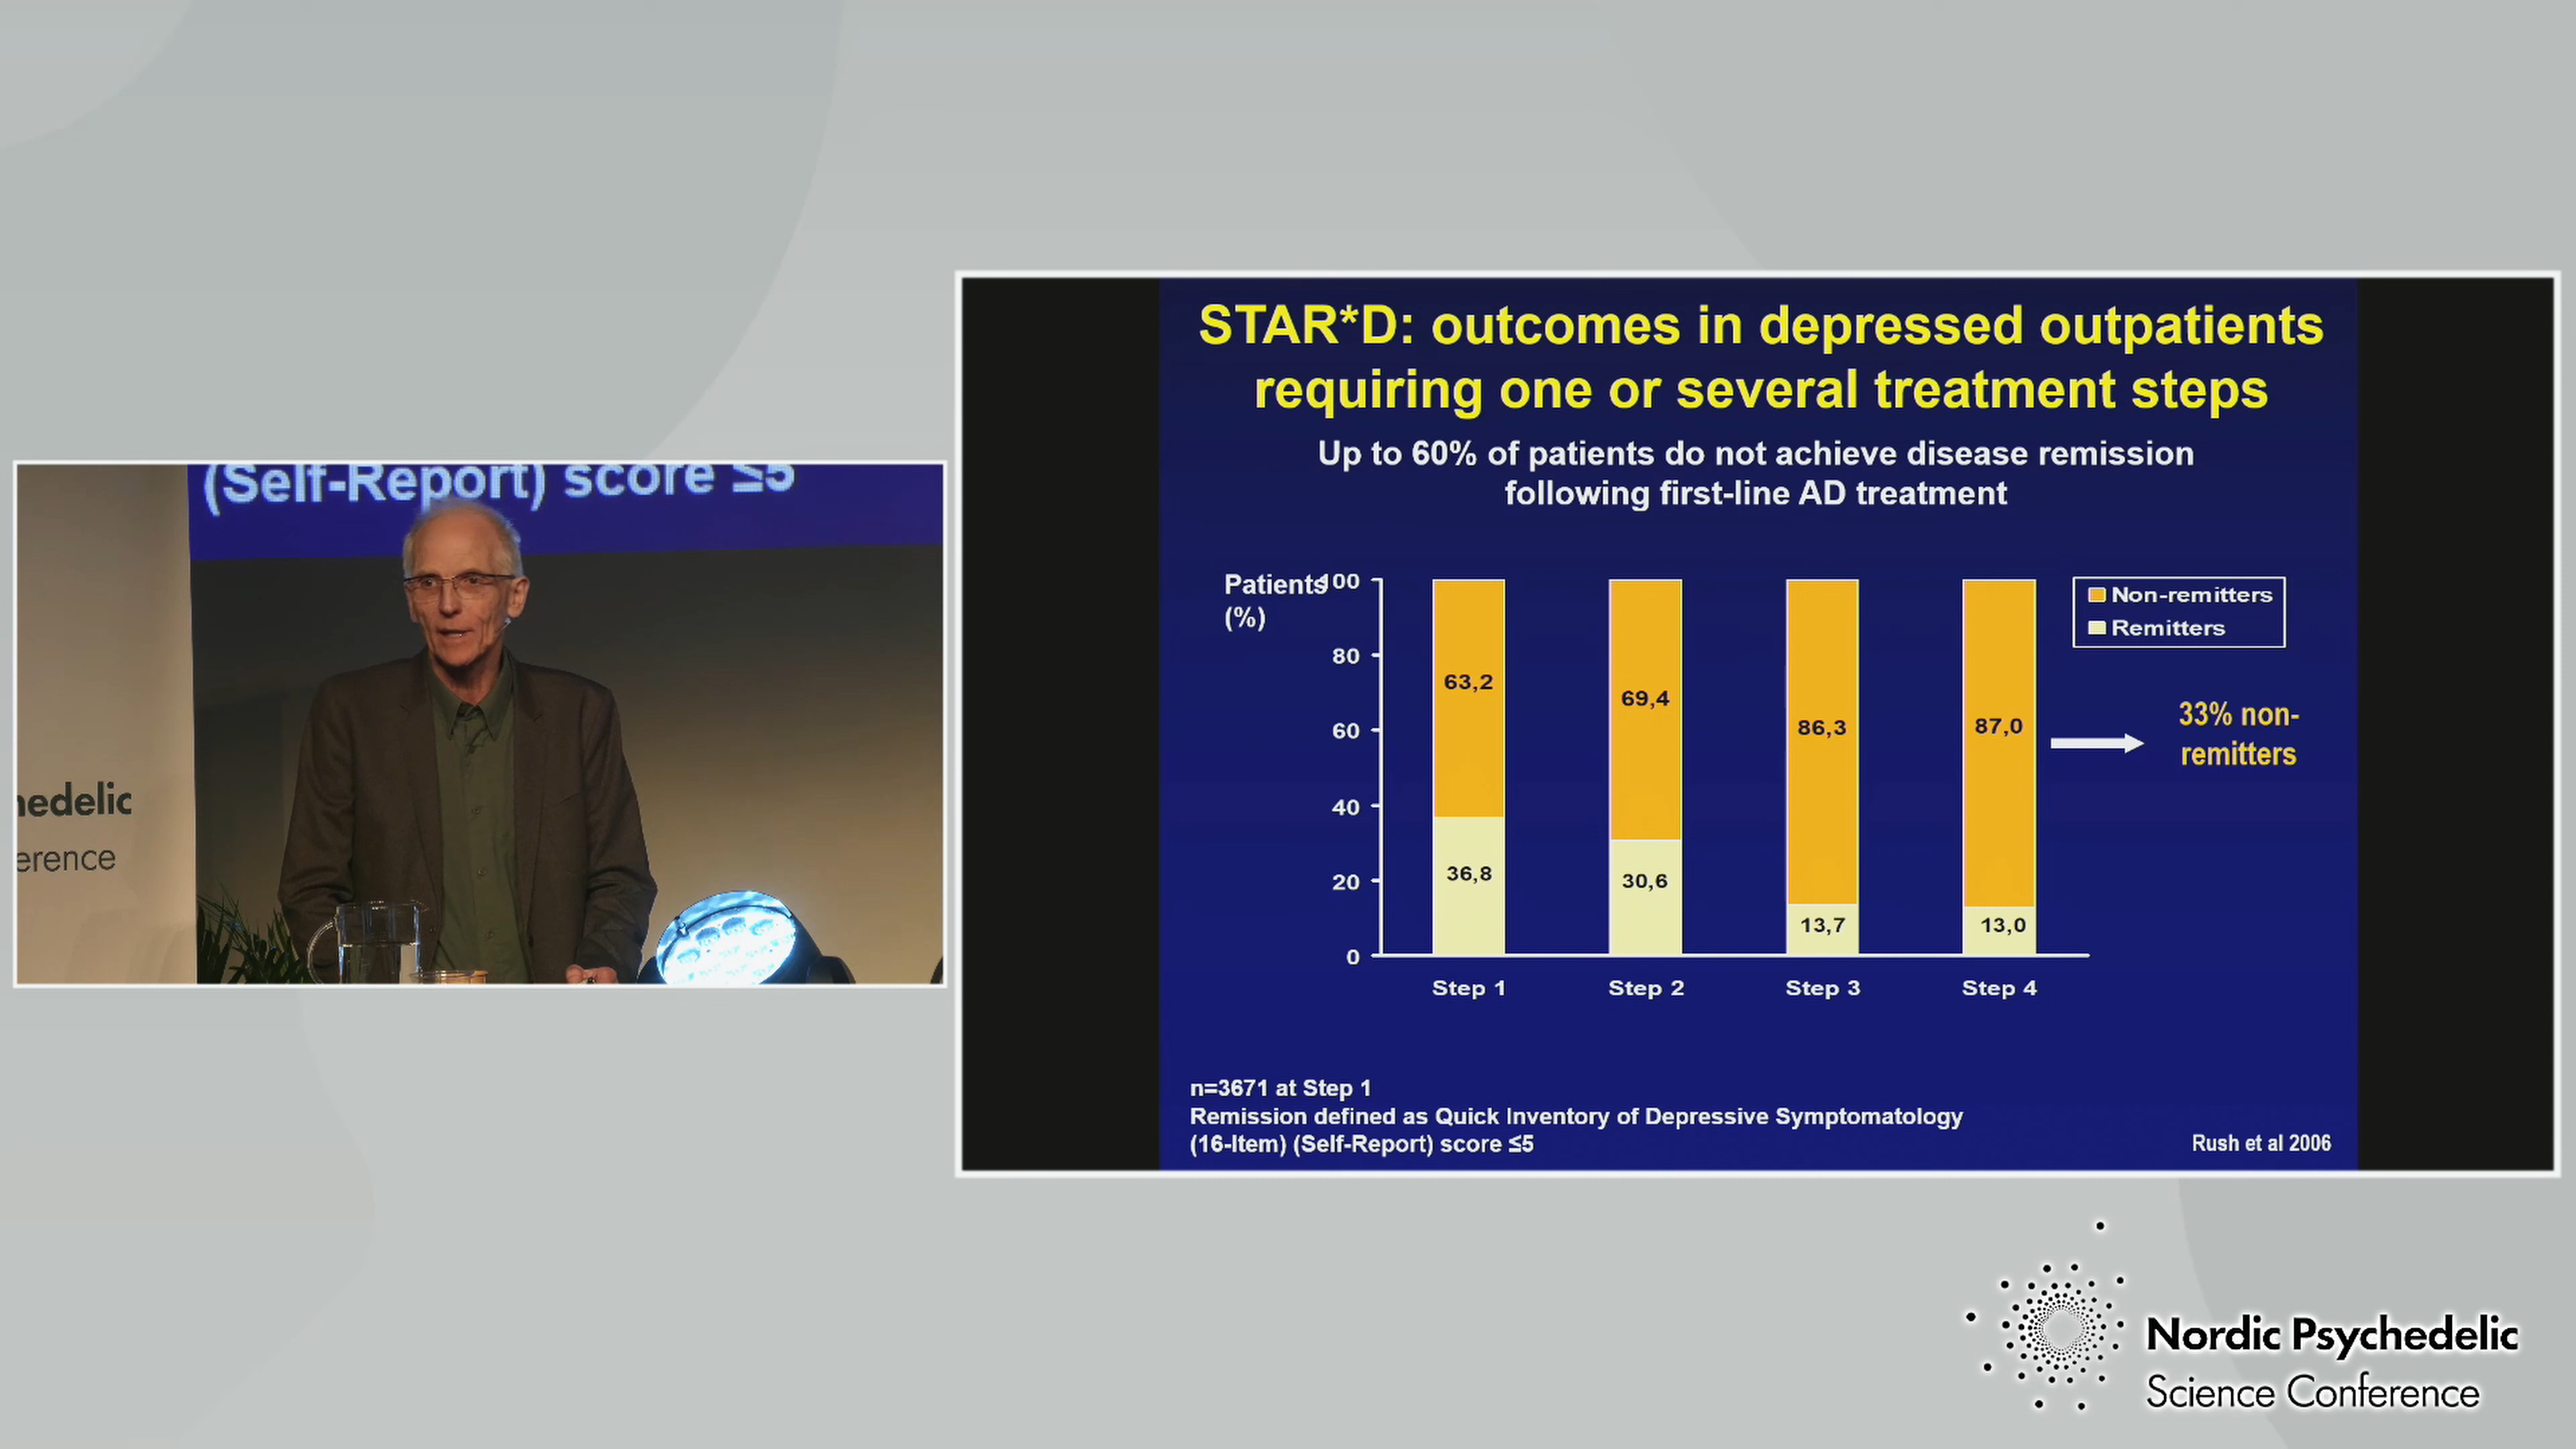 (Self-Report) score ≤5
hedelic
erence
STAR*D: outcomes in depressed outpatients
requiring one or several treatment steps
Up to 60% of patients do not achieve disease remission
following first-line AD treatment
Patients
(%)
100
80
60
40
20
0
63,2
69,4
86,3
87,0
36,8
30,6
13,7
13,0
Step 1
Step 2
Step 3
Step 4
Non-remitters
Remitters
33% non-
remitters
n=3671 at Step 1
Remission defined as Quick Inventory of Depressive Symptomatology
(16-Item) (Self-Report) score ≤5
Rush et al 2006
Nordic Psychedelic
Science Conference